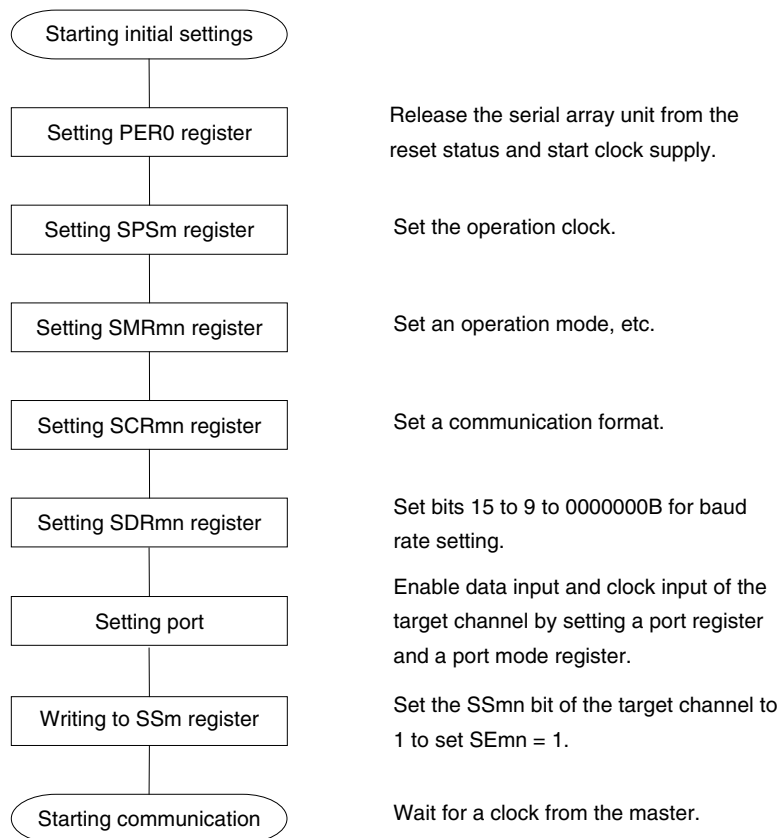 Starting initial settings
Setting PER0 register
Release the serial array unit from the
reset status and start clock supply.
Setting SPSm register
Set the operation clock.
Setting SMRmn register
Set an operation mode, etc.
Setting SCRmn register
Set a communication format.
Setting SDRmn register
Set bits 15 to 9 to 0000000B for baud
rate setting.
Setting port
Enable data input and clock input of the
target channel by setting a port register
and a port mode register.
Writing to SSm register
Set the SSmn bit of the target channel to
1 to set SEmn = 1.
Starting communication
Wait for a clock from the master.